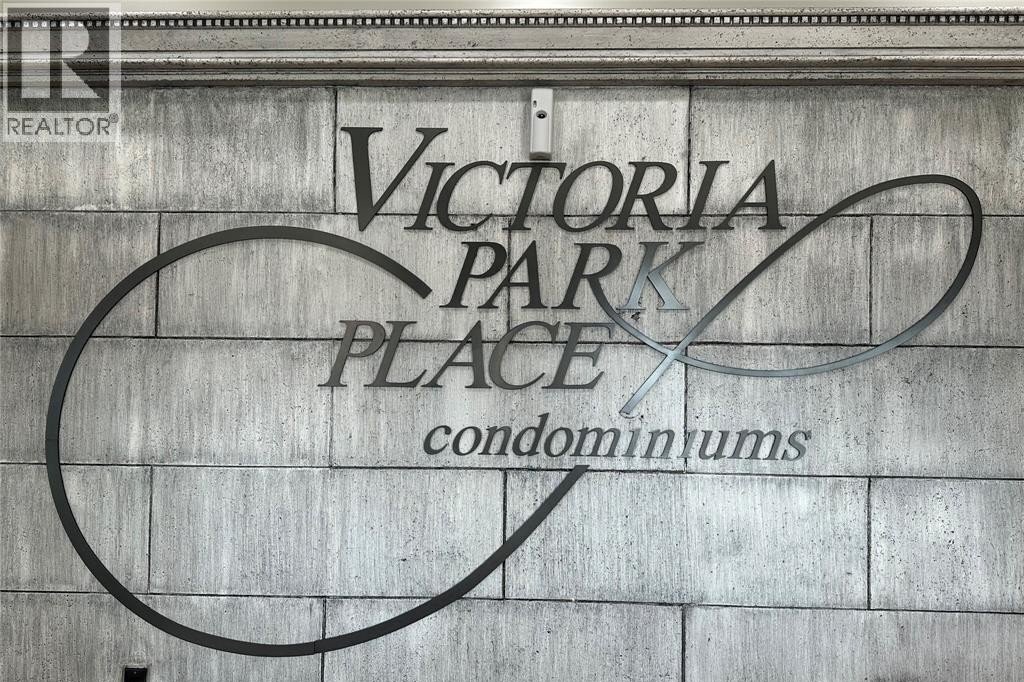 REALTOR®
VICTORIA
PARK
PLACE
condominiums